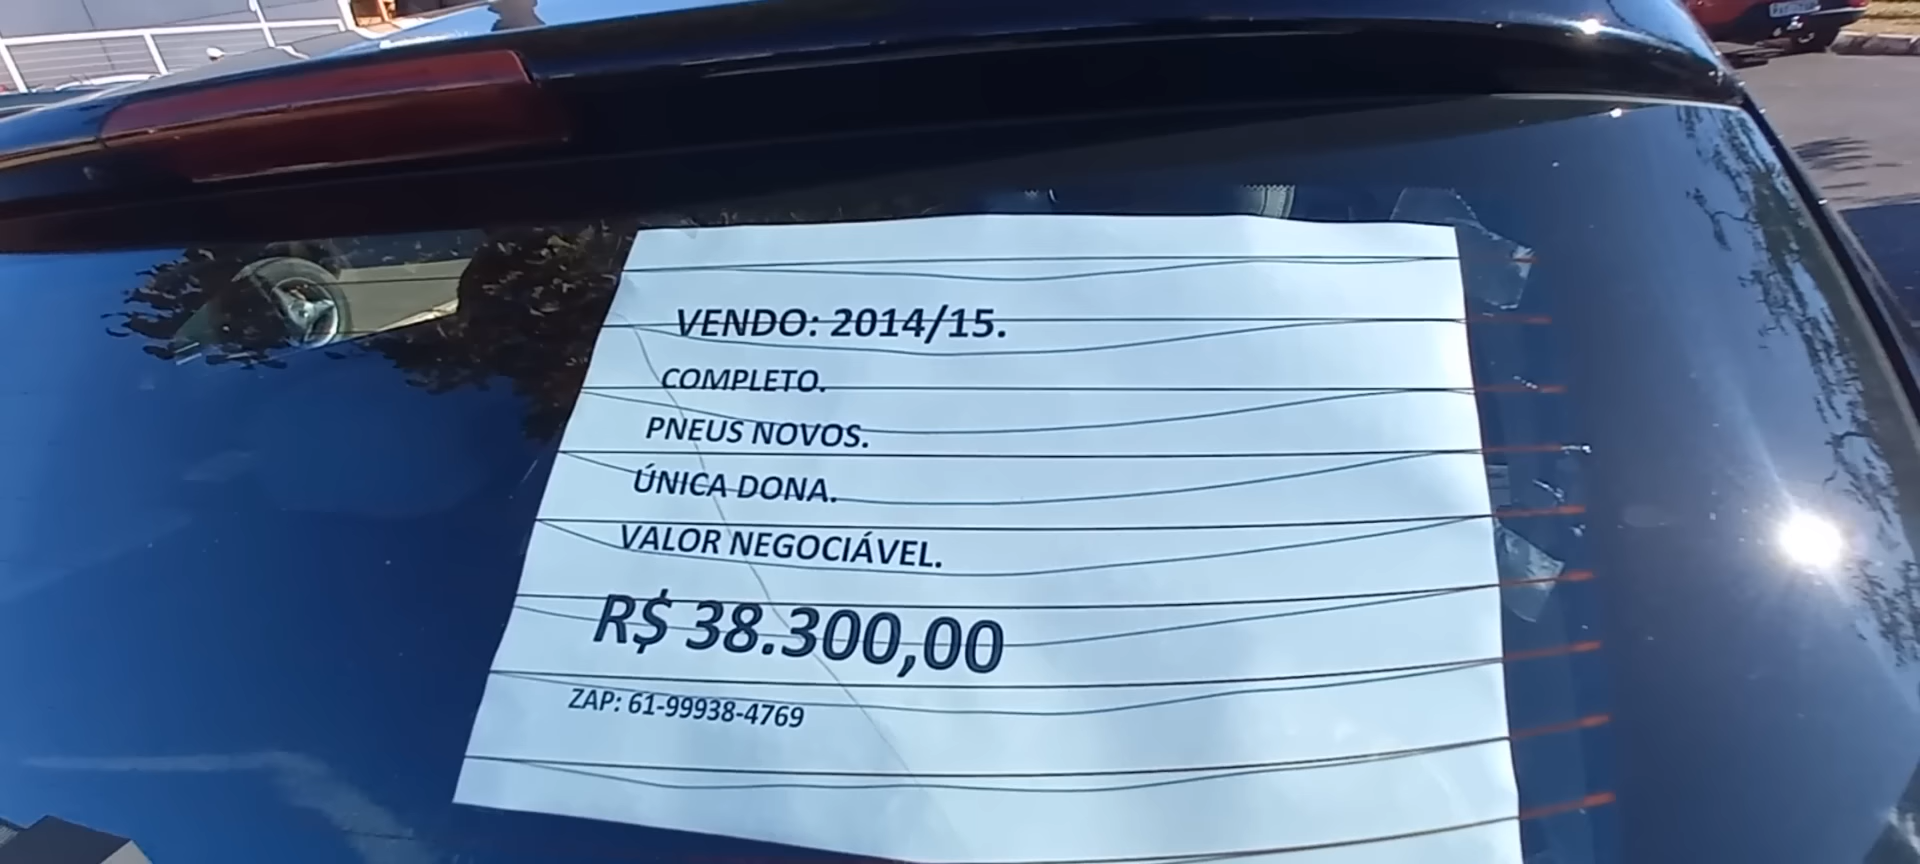 VENDO: 2014/15.
COMPLETO.
PNEUS NOVOS.
ÚNICA DONA.
VALOR NEGOCIÁVEL.
R$ 38.300,00
ZAP: 61-99938-4769